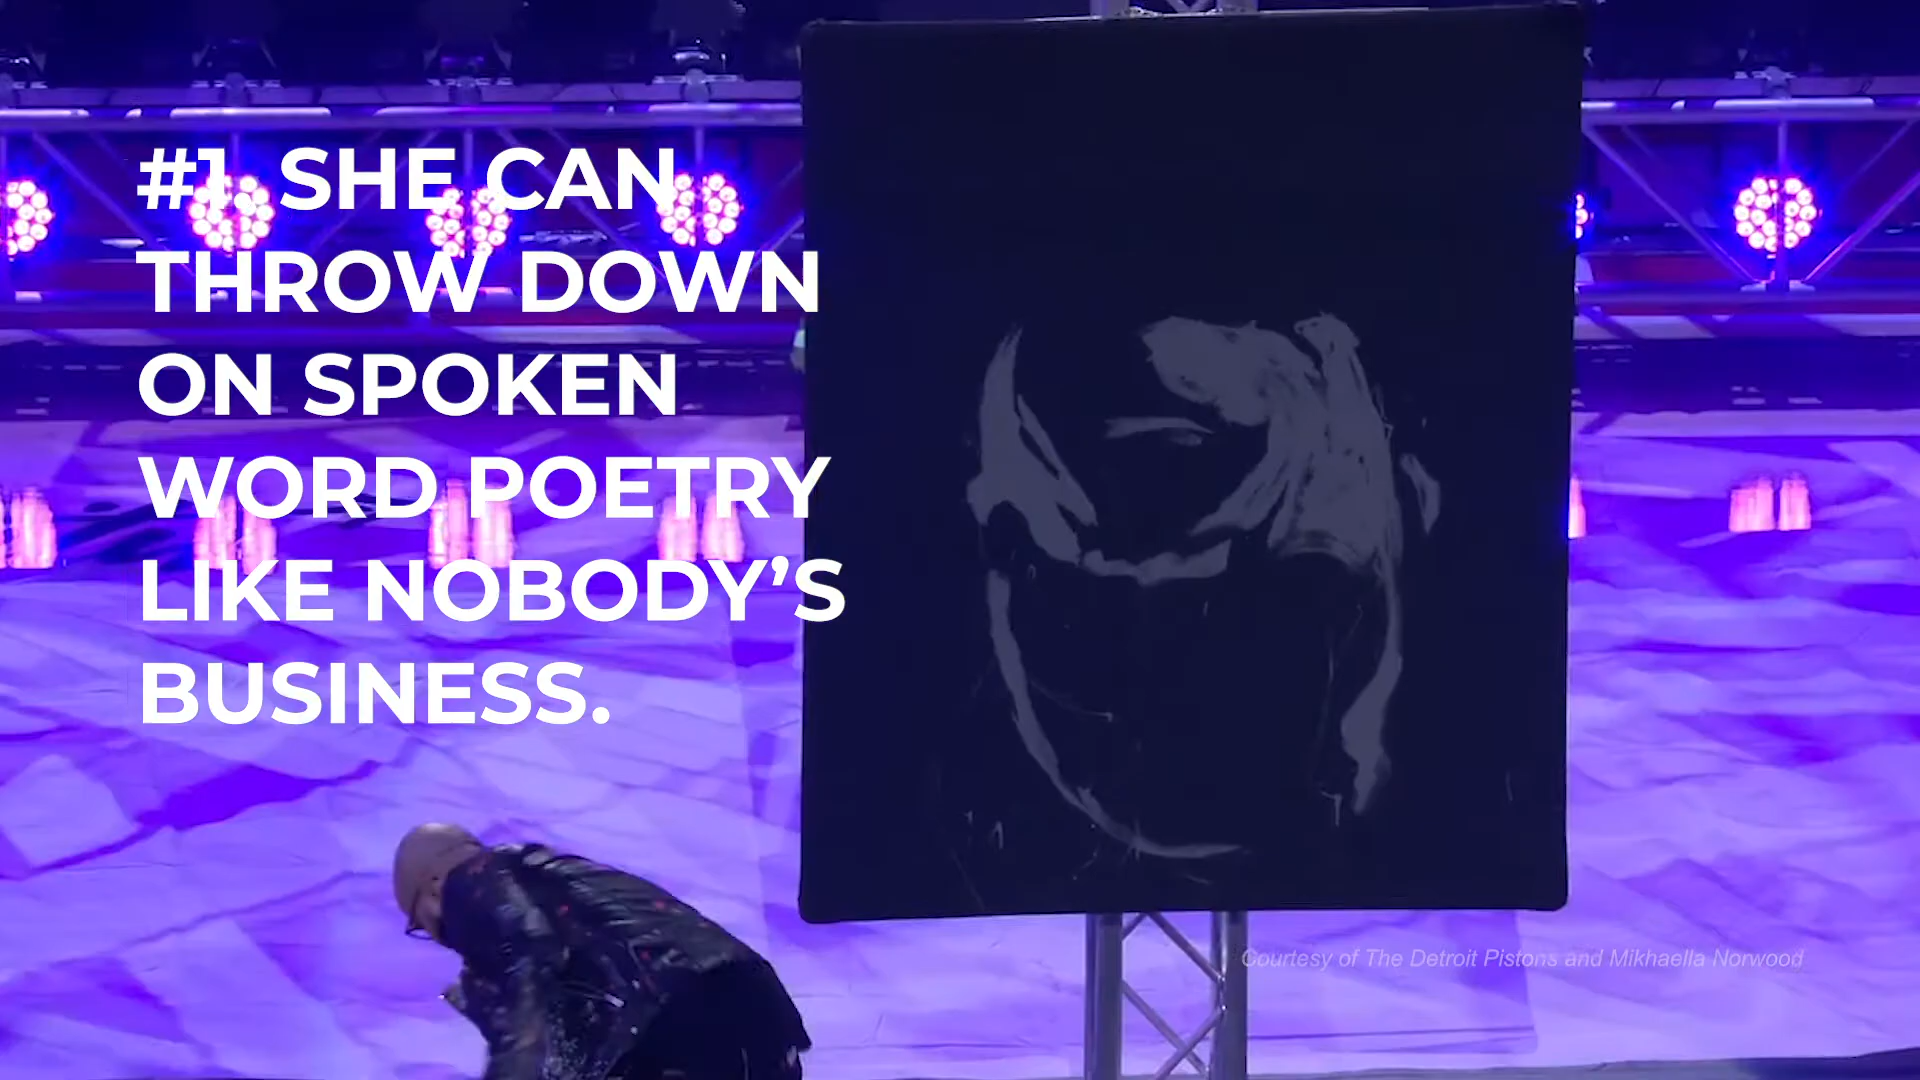 #1. SHE CAN
THROW DOWN
ON SPOKEN
WORD POETRY
LIKE NOBODY’S
BUSINESS.
Courtesy of The Detroit Pistons and Mikhaella Norwood